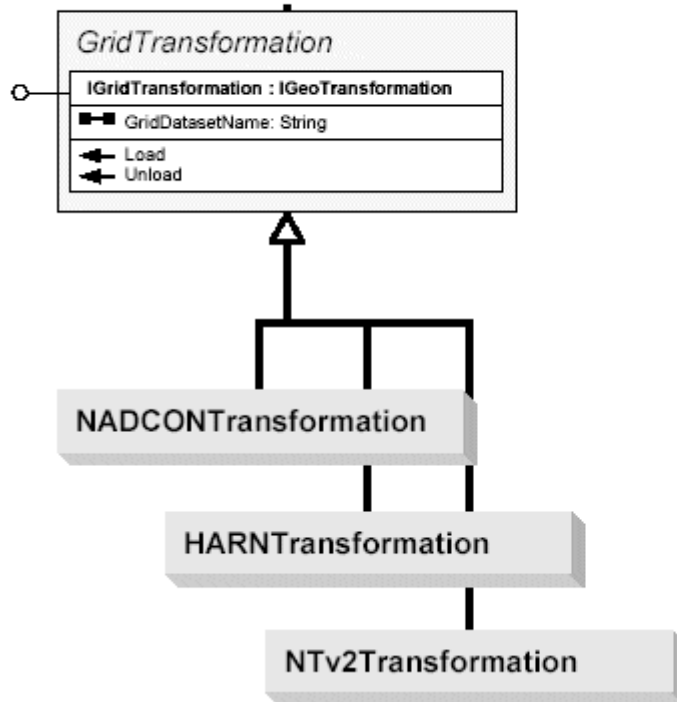 GridTransformation
IGridTransformation : IGeoTransformation
GridDatasetName: String
Load
Unload
NADCONTransformation
HARNTransformation
NTv2Transformation